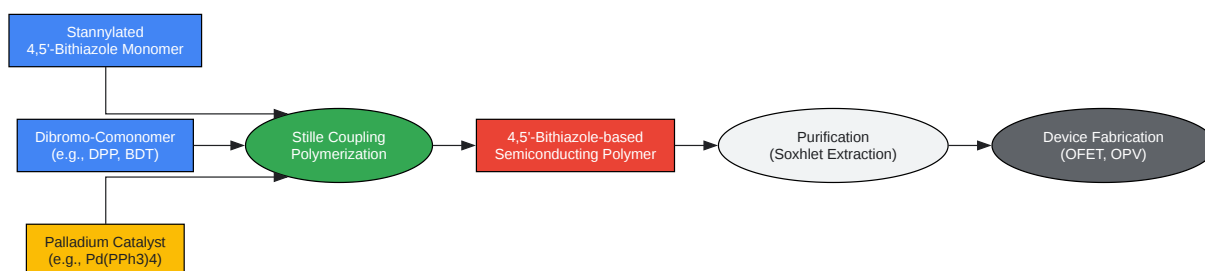 Stannylated
4,5'-Bithiazole Monomer
Dibromo-Comonomer
(e.g., DPP, BDT)
Palladium Catalyst
(e.g., Pd(PPh3)4)
Stille Coupling
Polymerization
4,5'-Bithiazole-based
Semiconducting Polymer
Purification
(Soxhlet Extraction)
Device Fabrication
(OFET, OPV)